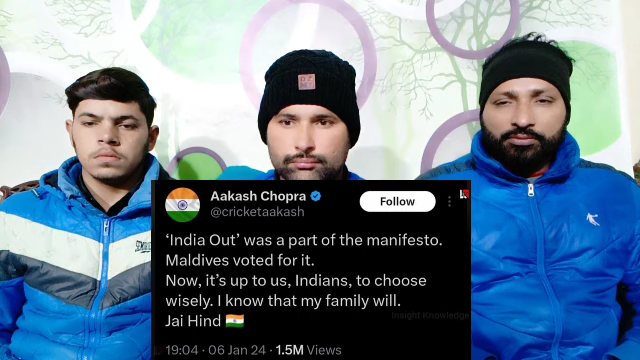 Aakash Chopra
@cricketaakash
Follow
‘India Out’ was a part of the manifesto.
Maldives voted for it.
Now, it’s up to us, Indians, to choose
wisely. I know that my family will.
Jai Hind 🇮🇳
Insight Knowledge
19:04 · 06 Jan 24 · 1.5M Views